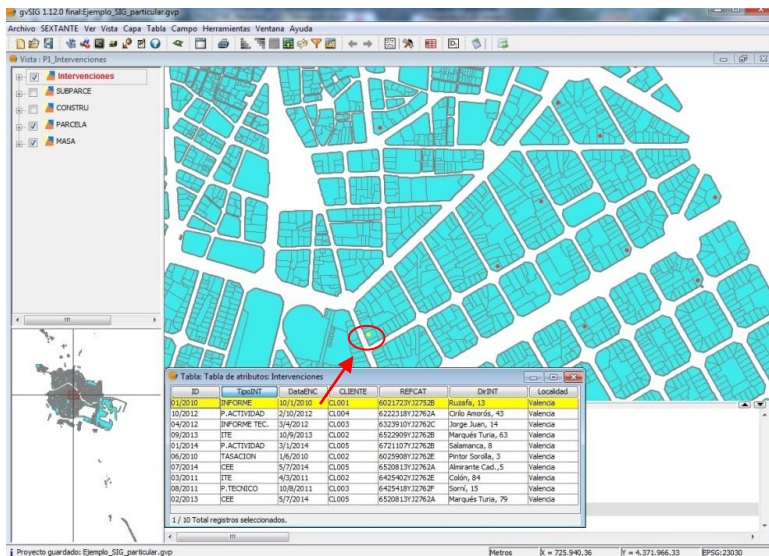 gvSIG 1.12.0 final:Ejemplo_SIG_particular.gvp
Archivo SEXTANTE Ver Vista Capa Tabla Campo Herramientas Ventana Ayuda
Vista : P1_Intervenciones
Intervenciones
SUBPARCE
CONSTRU
PARCELA
MASA
Tabla: Tabla de atributos: Intervenciones
ID TipoINT DataENC CLIENTE REFCAT DirINT Localidad
01/2010 INFORME 10/1/2010 CL001 6021723YJ2752B Ruzafa, 13 Valencia
10/2012 P.ACTIVIDAD 2/10/2012 CL004 6222318YJ2762A Cirilo Amorós, 43 Valencia
04/2012 INFORME TEC. 3/4/2012 CL003 6323910YJ2762C Jorge Juan, 14 Valencia
09/2013 ITE 10/9/2013 CL002 6522909YJ2762B Marqués Turia, 63 Valencia
01/2014 P.ACTIVIDAD 3/1/2014 CL005 6721107YJ2762B Salamanca, 8 Valencia
06/2010 TASACION 1/6/2010 CL002 6025908YJ2762C Pintor Sorolla, 3 Valencia
07/2014 CEE 5/7/2014 CL005 6520813YJ2762A Almirante Cad.,5 Valencia
03/2011 ITE 4/3/2011 CL002 6425402YJ2762E Colón, 84 Valencia
08/2011 P.TECNICO 10/8/2011 CL003 6425418YJ2762F Sorní, 15 Valencia
02/2013 CEE 5/7/2014 CL005 6520813YJ2762A Marqués Turia, 79 Valencia
1 / 10 Total registros seleccionados.
Proyecto guardado: Ejemplo_SIG_particular.gvp Metros X = 725.940,36 Y = 4.371.966,33 EPSG:23030